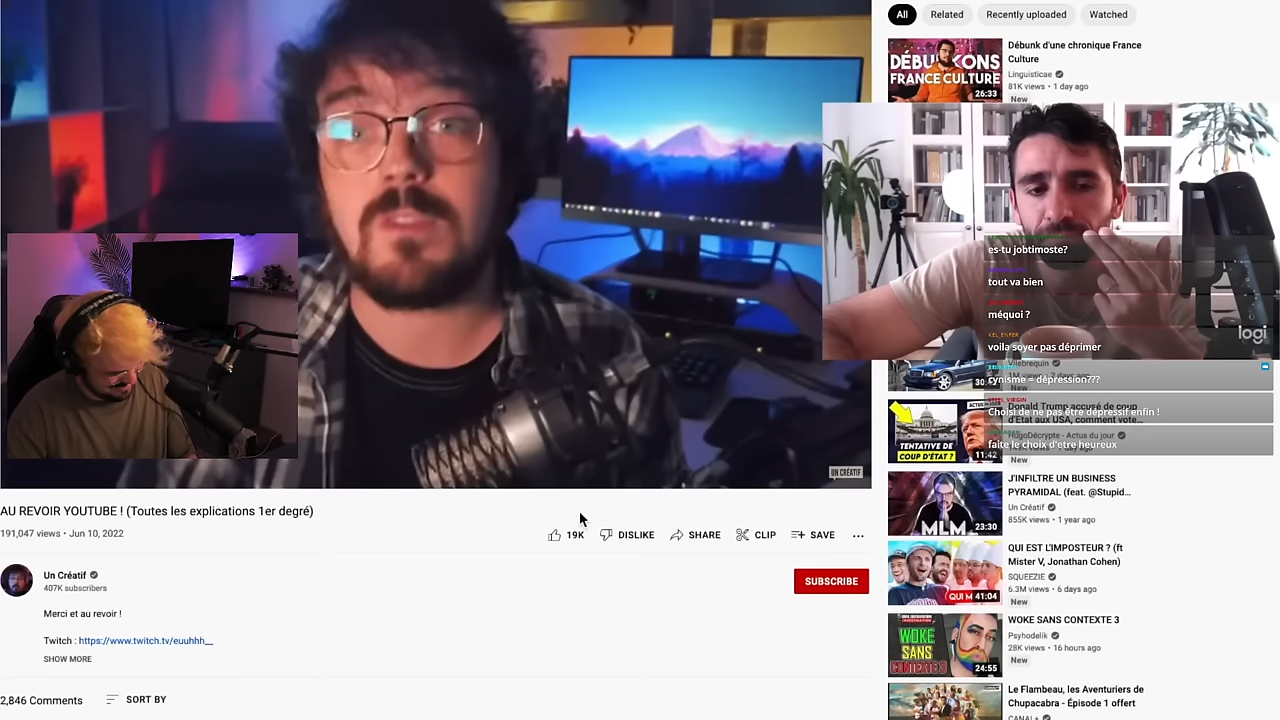 All
Related
Recently uploaded
Watched
DÉBUNKONS
FRANCE CULTURE
26:33
Débunk d'une chronique France
Culture
Linguisticae
81K views • 1 day ago
New
es-tu jobtimoste?
tout va bien
méquoi ?
KEL_ENFER
voila soyer pas déprimer
logi
Vilebrequin
cynisme = dépression???
30
Donald Trump accusé de coup
d'État aux USA, comment vote...
Choisi de ne pas être dépressif enfin !
HugoDécrypte - Actus du jour
faite le choix d'etre heureux
New
TENTATIVE DE
COUP D'ÉTAT ?
11:42
UN CRÉATIF
AU REVOIR YOUTUBE ! (Toutes les explications 1er degré)
191,047 views • Jun 10, 2022
19K
DISLIKE
SHARE
CLIP
SAVE
Un Créatif
407K subscribers
SUBSCRIBE
Merci et au revoir !
Twitch : https://www.twitch.tv/euuhhh__
SHOW MORE
2,846 Comments
SORT BY
J'INFILTRE UN BUSINESS
PYRAMIDAL (feat. @Stupid...
Un Créatif
855K views • 1 year ago
MLM
23:30
QUI EST L'IMPOSTEUR ? (ft
Mister V, Jonathan Cohen)
SQUEEZIE
6.3M views • 6 days ago
New
QUI M
41:04
WOKE SANS CONTEXTE 3
Psyhodelik
28K views • 16 hours ago
New
WOKE
SANS
CONTEXTE 3
24:55
Le Flambeau, les Aventuriers de
Chupacabra - Épisode 1 offert
CANAL+